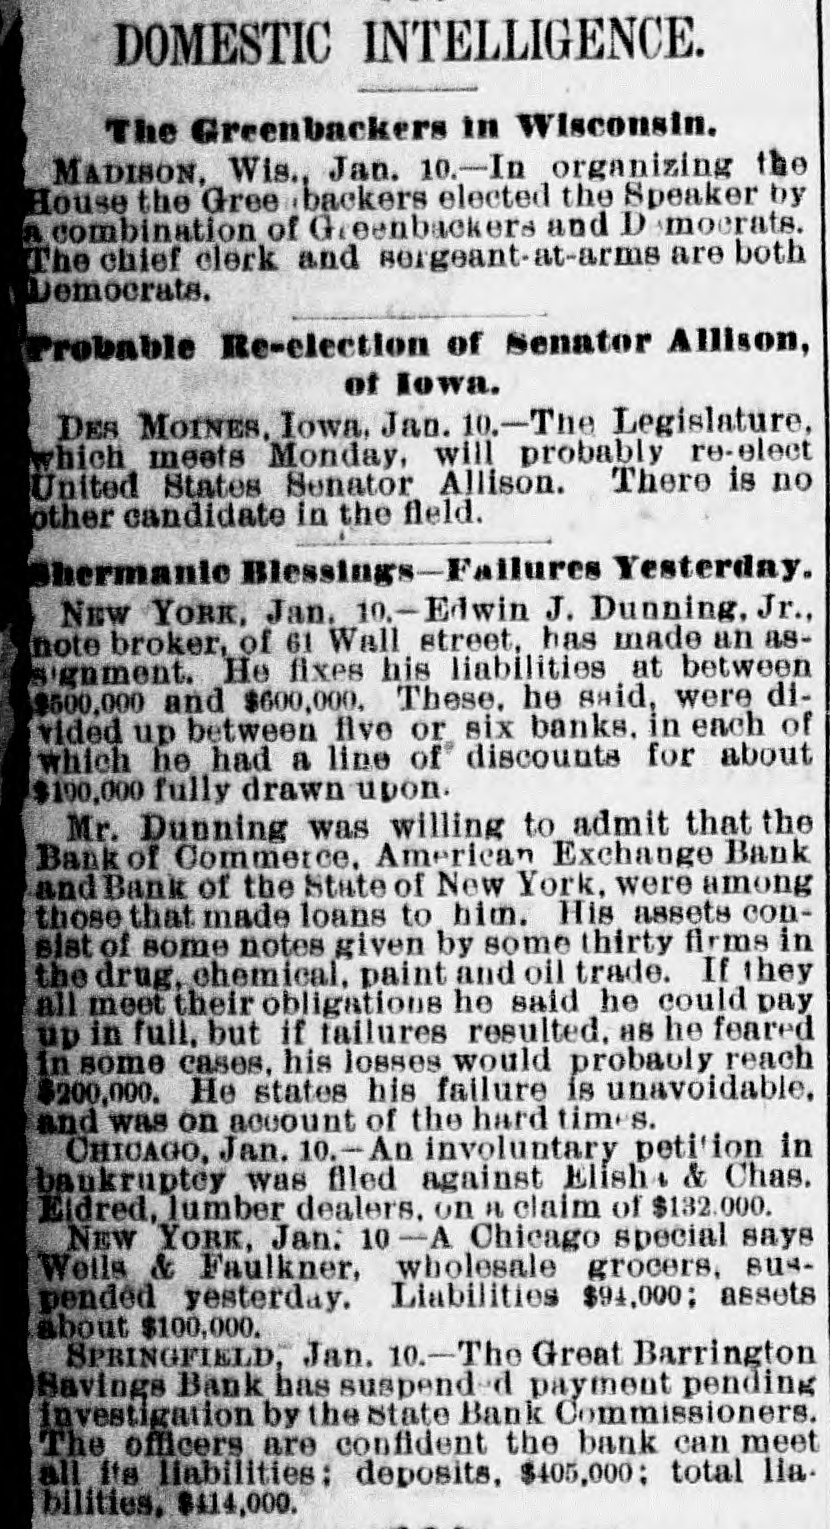 DOMESTIC INTELLIGENCE.
The Greenbackers in Wisconsin.
MADISON, Wis., Jan. 10.—In organizing the
House the Gree backers elected the Speaker by
a combination of Greenbackers and D mocrats.
The chief clerk and sergeant-at-arms are both
Democrats.
Probable Re-election of Senator Allison,
of Iowa.
DES MOINES, Iowa, Jan. 10.—The Legislature,
which meets Monday, will probably re-elect
United States Senator Allison. There is no
other candidate in the field.
Shermanic Blessings—Failures Yesterday.
NEW YORK, Jan. 10.—Edwin J. Dunning, Jr.,
note broker, of 61 Wall street, has made an as-
signment. He fixes his liabilities at between
$500,000 and $600,000. These, he said, were di-
vided up between five or six banks, in each of
which he had a line of discounts for about
$100,000 fully drawn upon.
Mr. Dunning was willing to admit that the
Bank of Commerce, American Exchange Bank
and Bank of the State of New York, were among
those that made loans to him. His assets con-
sist of some notes given by some thirty firms in
the drug, chemical, paint and oil trade. If they
all meet their obligations he said he could pay
up in full, but if failures resulted, as he feared
in some cases, his losses would probably reach
$200,000. He states his failure is unavoidable,
and was on account of the hard times.
CHICAGO, Jan. 10.—An involuntary petition in
bankruptcy was filed against Elisha & Chas.
Eldred, lumber dealers, on a claim of $132.000.
NEW YORK, Jan. 10—A Chicago special says
Wells & Faulkner, wholesale grocers, sus-
pended yesterday. Liabilities $94,000; assets
about $100,000.
SPRINGFIELD, Jan. 10.—The Great Barrington
Savings Bank has suspended payment pending
investigation by the State Bank Commissioners.
The officers are confident the bank can meet
all its liabilities; deposits, $405,000; total lia-
bilities, $414,000.